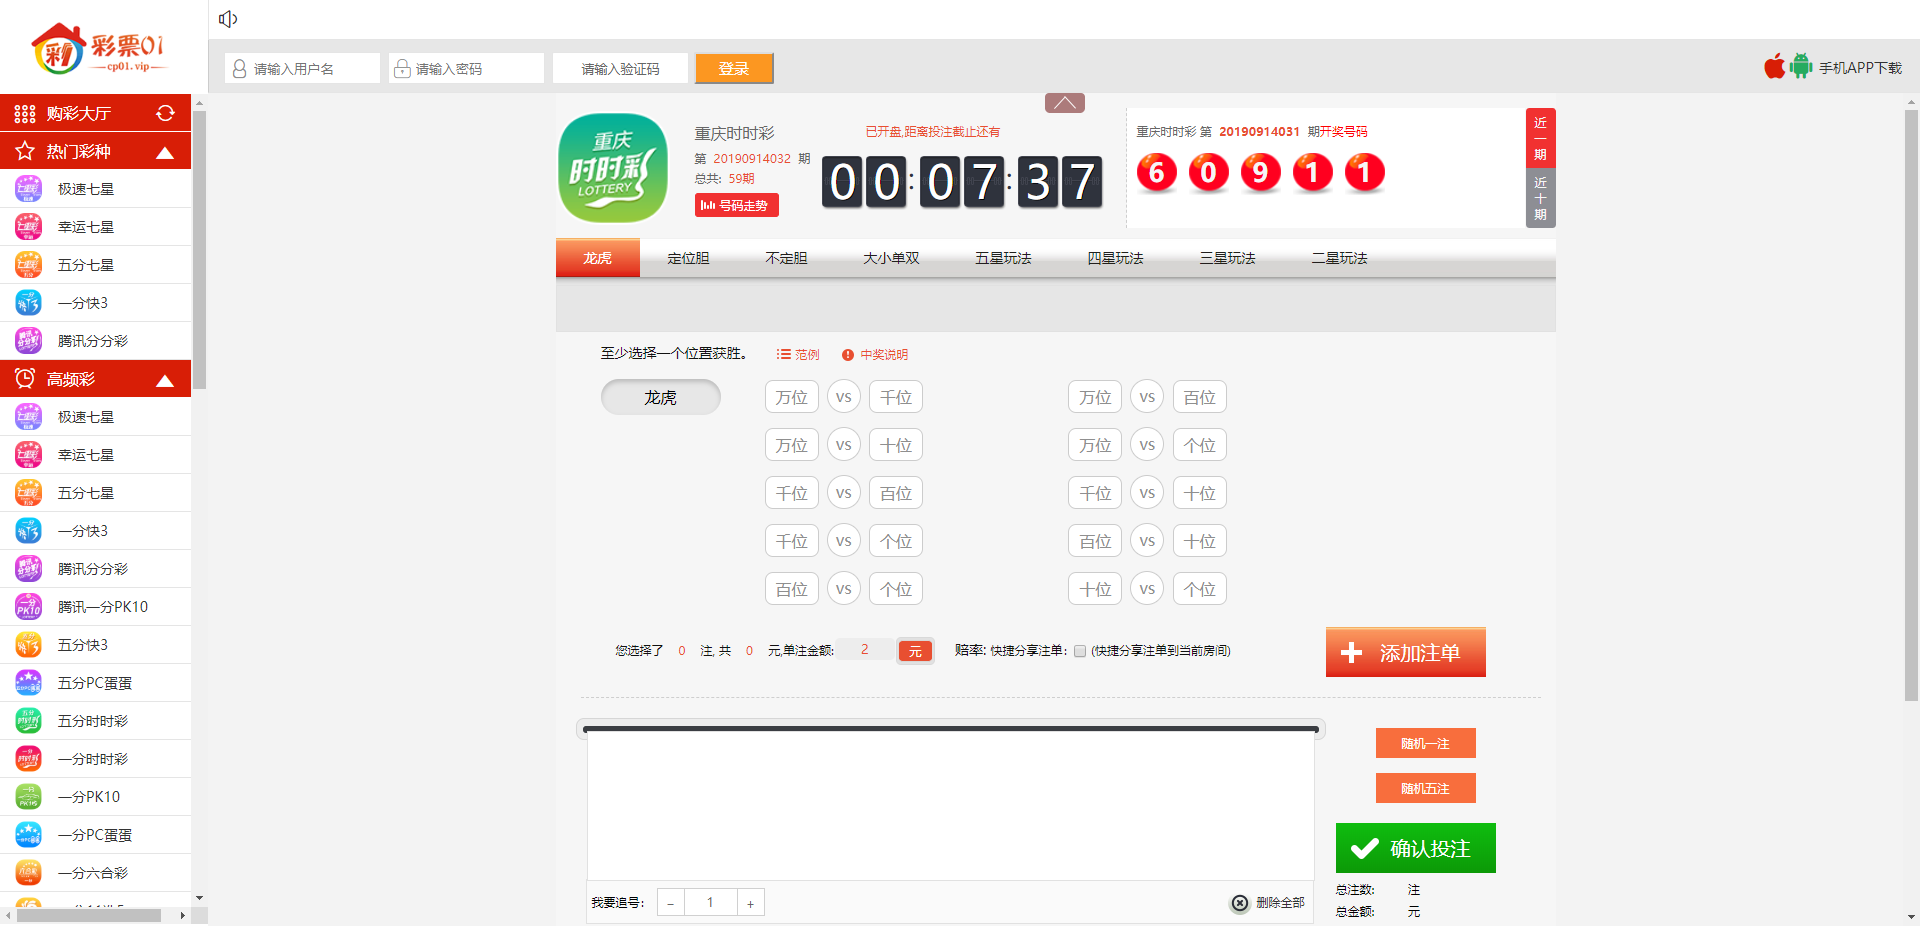 彩票01
cp01.vip
请输入用户名
请输入密码
请输入验证码
登录
手机APP下载
购彩大厅
热门彩种
极速七星
幸运七星
五分七星
一分快3
腾讯分分彩
高频彩
极速七星
幸运七星
五分七星
一分快3
腾讯分分彩
腾讯一分PK10
五分快3
五分PC蛋蛋
五分时时彩
一分时时彩
一分PK10
一分PC蛋蛋
一分六合彩
重庆
时时彩
LOTTERY
重庆时时彩
第 20190914032 期
总共: 59期
号码走势
已开盘,距离投注截止还有
00:07:37
重庆时时彩 第 20190914031 期开奖号码
6 0 9 1 1
近一期
近十期
龙虎 定位胆 不定胆 大小单双 五星玩法 四星玩法 三星玩法 二星玩法
至少选择一个位置获胜。 范例 中奖说明
龙虎
万位 vs 千位 万位 vs 百位
万位 vs 十位 万位 vs 个位
千位 vs 百位 千位 vs 十位
千位 vs 个位 百位 vs 十位
百位 vs 个位 十位 vs 个位
您选择了 0 注, 共 0 元,单注金额: 2 元 赔率: 快捷分享注单: (快捷分享注单到当前房间)
添加注单
随机一注
随机五注
确认投注
总注数: 注
总金额: 元
我要追号: - 1 + 删除全部